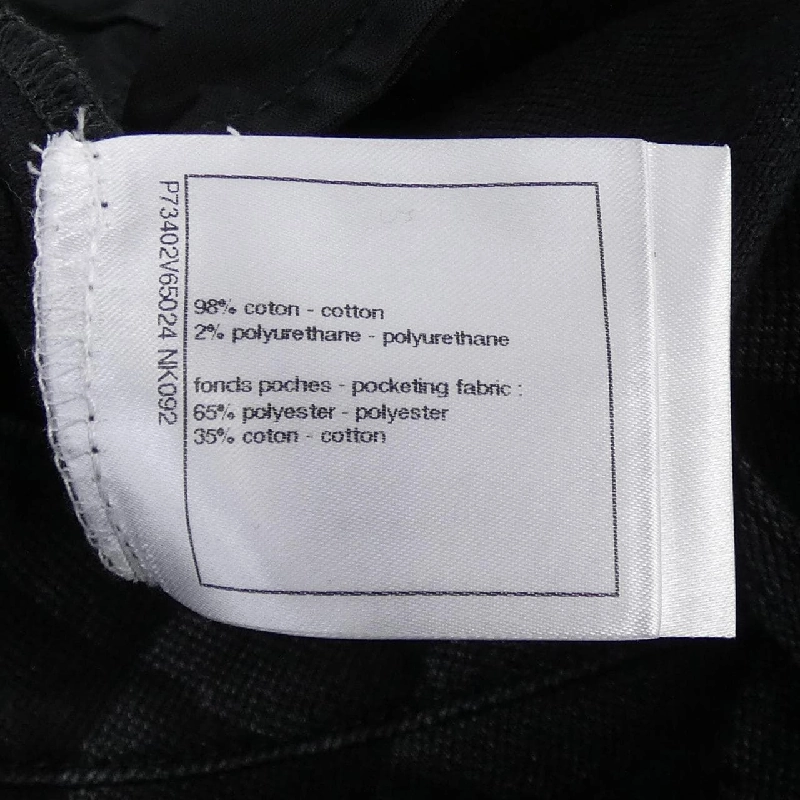 P73402V65024 NK092
98% coton - cotton
2% polyurethane - polyurethane
fonds poches - pocketing fabric :
65% polyester - polyester
35% coton - cotton